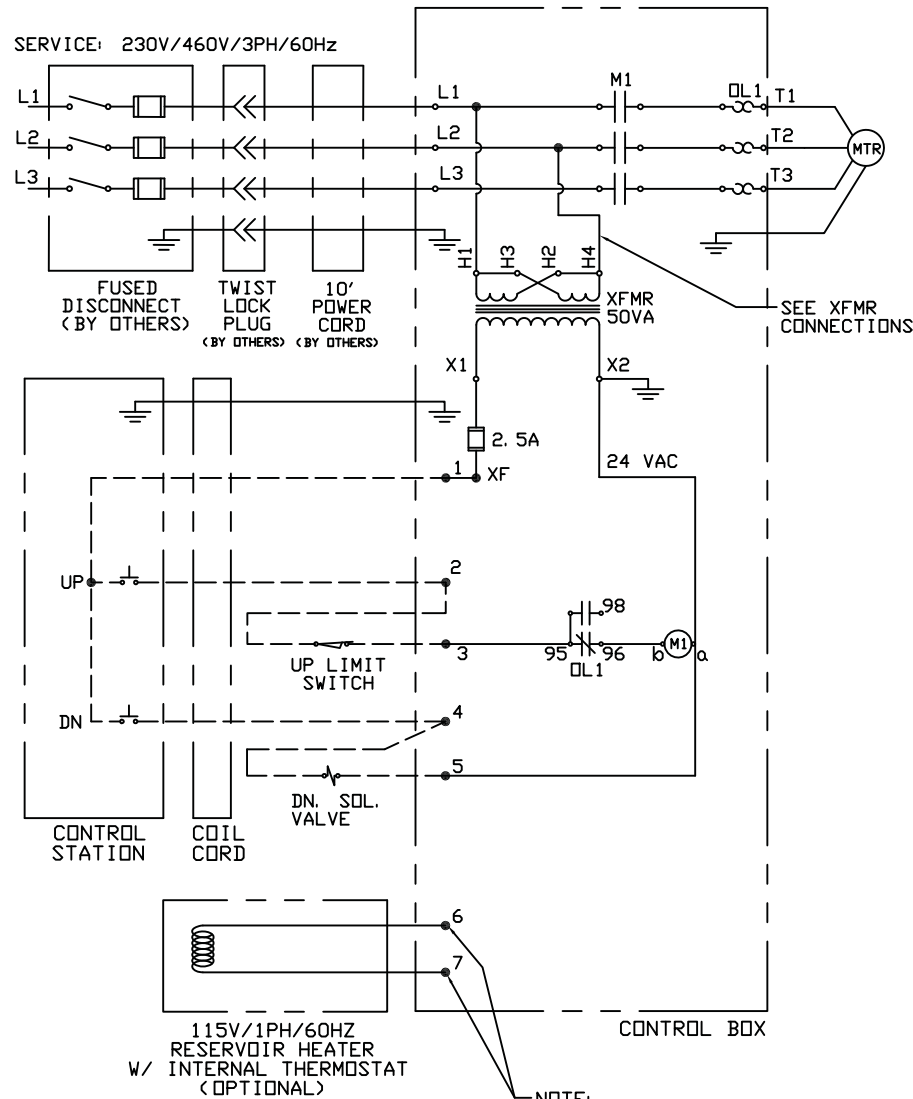 SERVICE: 230V/460V/3PH/60Hz
L1
L2
L3
L1
L2
L3
M1
OL1
T1
T2
T3
MTR
FUSED
DISCONNECT
(BY OTHERS)
TWIST
LOCK
PLUG
(BY OTHERS)
10'
POWER
CORD
(BY OTHERS)
H1
H3
H2
H4
XFMR
50VA
SEE XFMR
CONNECTIONS
X1
X2
2.5A
1
XF
24 VAC
UP
2
98
95
96
OL1
b
M1
a
3
UP LIMIT
SWITCH
DN
4
5
DN. SOL.
VALVE
CONTROL
STATION
COIL
CORD
6
7
115V/1PH/60HZ
RESERVOIR HEATER
W/ INTERNAL THERMOSTAT
(OPTIONAL)
CONTROL BOX
NOTE: